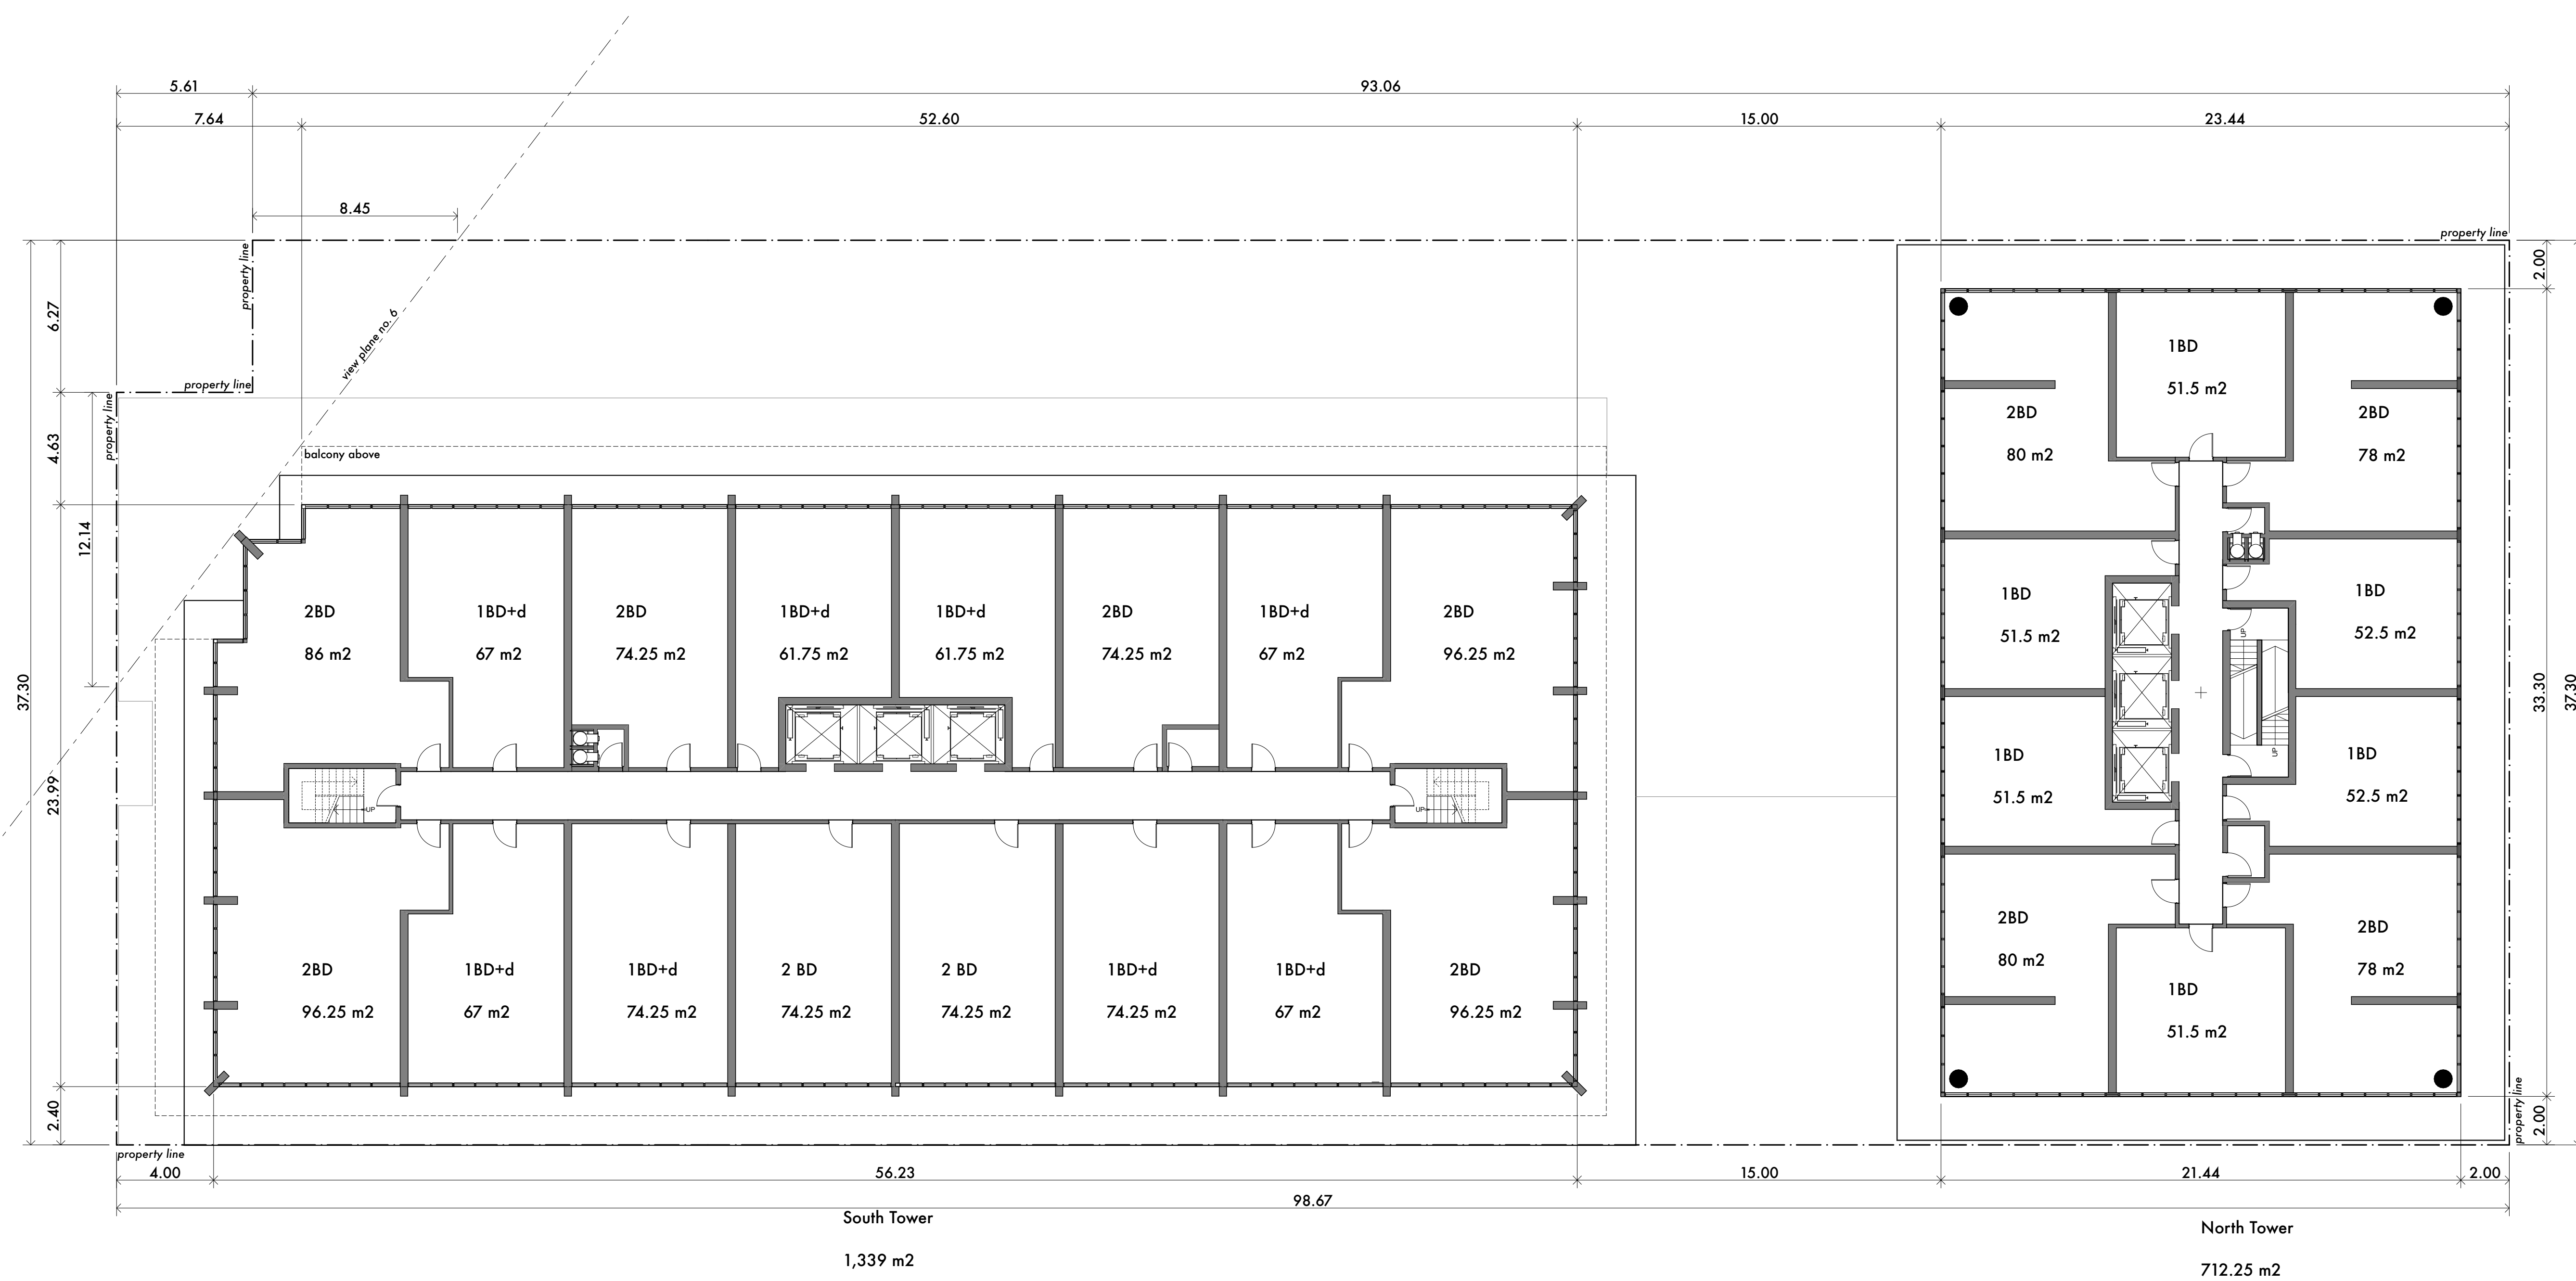 5.61
93.06
7.64
52.60
15.00
23.44
8.45
property line
property line
2.00
6.27
view plane no. 6
property line
property line
4.63
balcony above
12.14
37.30
23.99
2.40
33.30
37.30
2.00
1BD
51.5 m2
2BD
80 m2
2BD
78 m2
2BD
86 m2
1BD+d
67 m2
2BD
74.25 m2
1BD+d
61.75 m2
1BD+d
61.75 m2
2BD
74.25 m2
1BD+d
67 m2
2BD
96.25 m2
1BD
51.5 m2
1BD
52.5 m2
UP
UP
1BD
51.5 m2
1BD
52.5 m2
UP
UP
2BD
96.25 m2
1BD+d
67 m2
1BD+d
74.25 m2
2 BD
74.25 m2
2 BD
74.25 m2
1BD+d
74.25 m2
1BD+d
67 m2
2BD
96.25 m2
2BD
80 m2
2BD
78 m2
1BD
51.5 m2
property line
property line
4.00
56.23
15.00
21.44
2.00
98.67
South Tower
1,339 m2
North Tower
712.25 m2